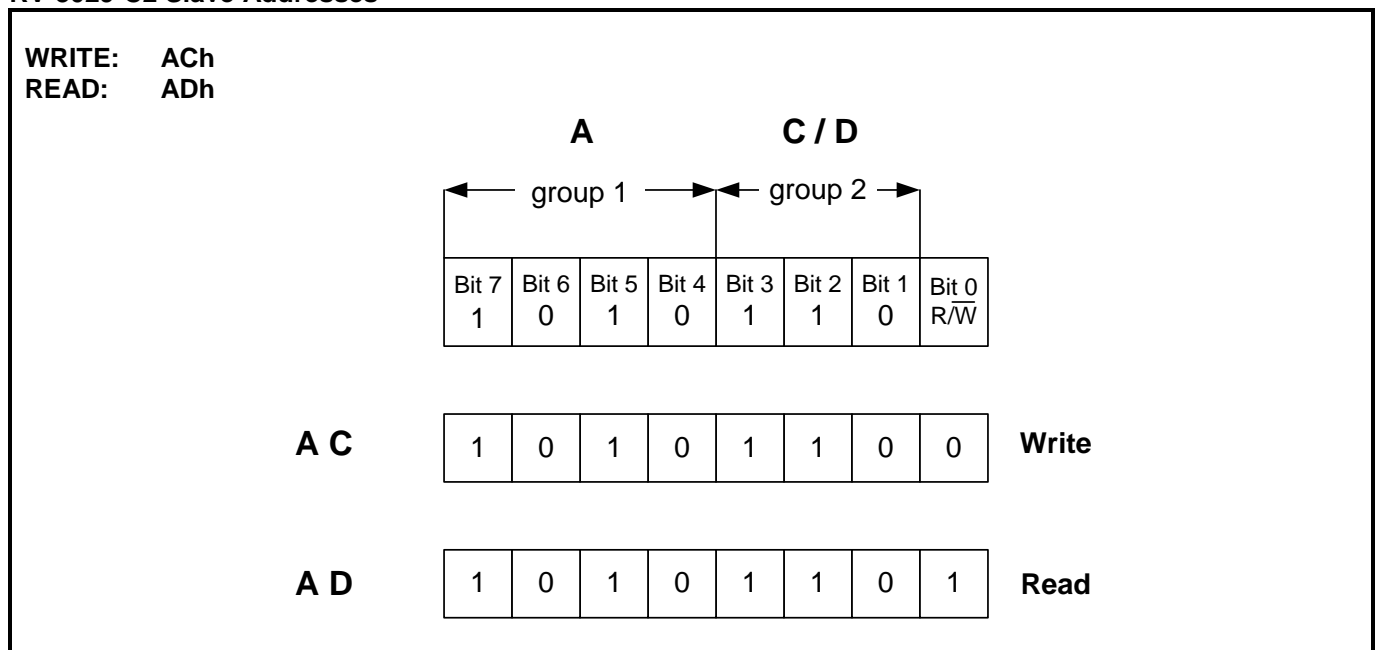 WRITE: ACh
READ: ADh
A C / D
group 1 group 2
Bit 7 Bit 6 Bit 5 Bit 4 Bit 3 Bit 2 Bit 1 Bit 0
1 0 1 0 1 1 0 R/W̅
A C 1 0 1 0 1 1 0 0 Write
A D 1 0 1 0 1 1 0 1 Read